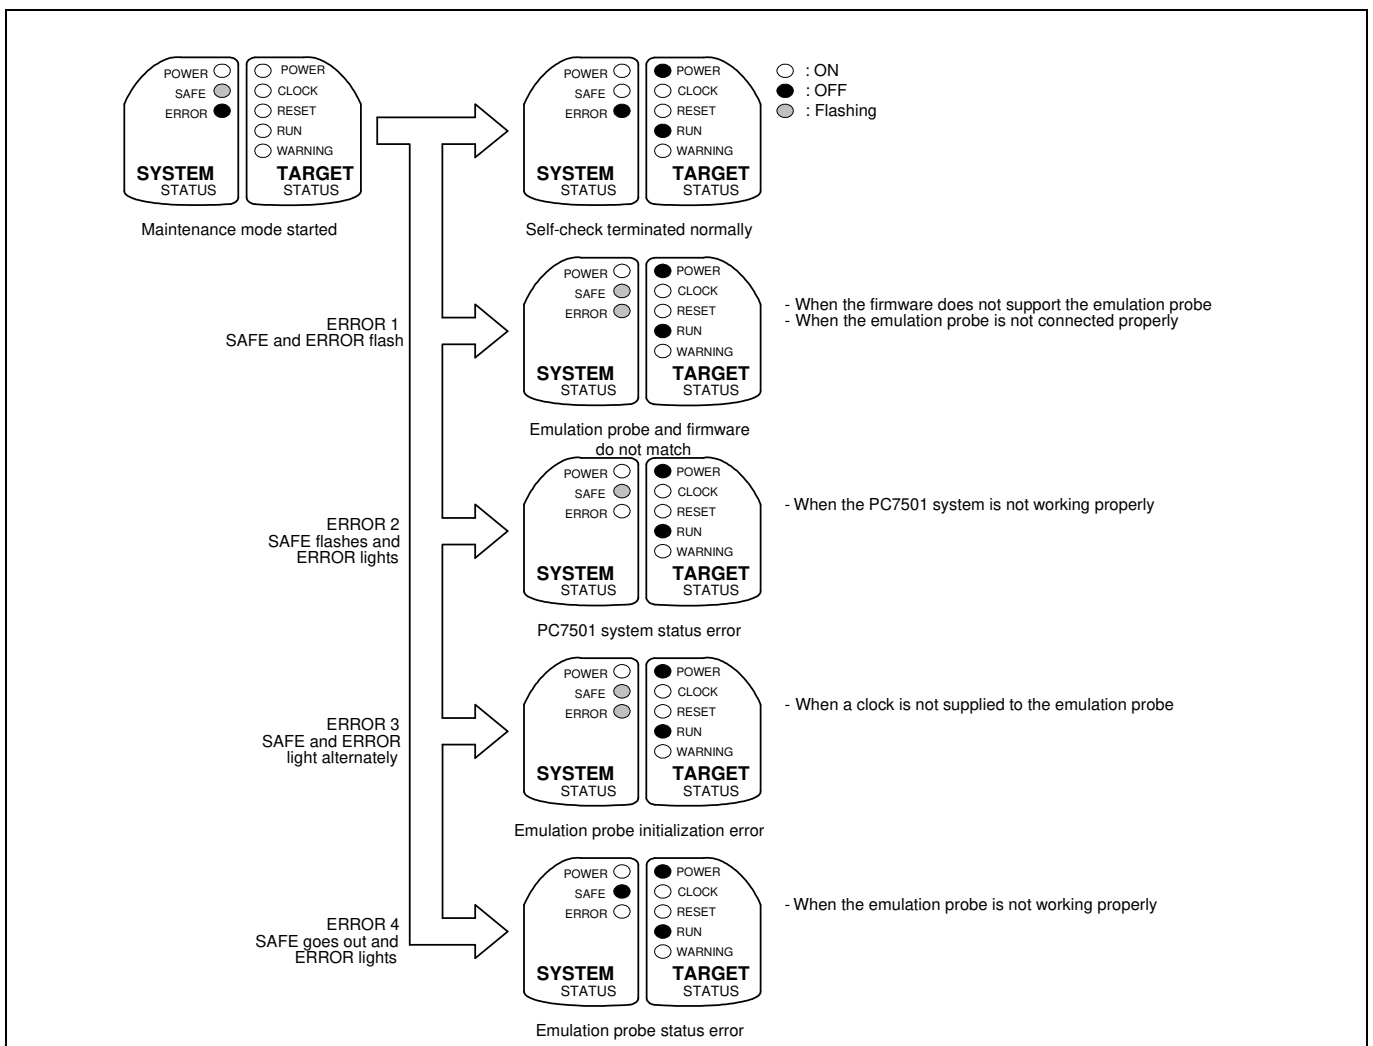 POWER
SAFE
ERROR
SYSTEM
STATUS
POWER
CLOCK
RESET
RUN
WARNING
TARGET
STATUS
Maintenance mode started
POWER
SAFE
ERROR
SYSTEM
STATUS
POWER
CLOCK
RESET
RUN
WARNING
TARGET
STATUS
Self-check terminated normally
: ON
: OFF
: Flashing
ERROR 1
SAFE and ERROR flash
POWER
SAFE
ERROR
SYSTEM
STATUS
POWER
CLOCK
RESET
RUN
WARNING
TARGET
STATUS
Emulation probe and firmware
do not match
- When the firmware does not support the emulation probe
- When the emulation probe is not connected properly
ERROR 2
SAFE flashes and
ERROR lights
POWER
SAFE
ERROR
SYSTEM
STATUS
POWER
CLOCK
RESET
RUN
WARNING
TARGET
STATUS
PC7501 system status error
- When the PC7501 system is not working properly
ERROR 3
SAFE and ERROR
light alternately
POWER
SAFE
ERROR
SYSTEM
STATUS
POWER
CLOCK
RESET
RUN
WARNING
TARGET
STATUS
Emulation probe initialization error
- When a clock is not supplied to the emulation probe
ERROR 4
SAFE goes out and
ERROR lights
POWER
SAFE
ERROR
SYSTEM
STATUS
POWER
CLOCK
RESET
RUN
WARNING
TARGET
STATUS
Emulation probe status error
- When the emulation probe is not working properly